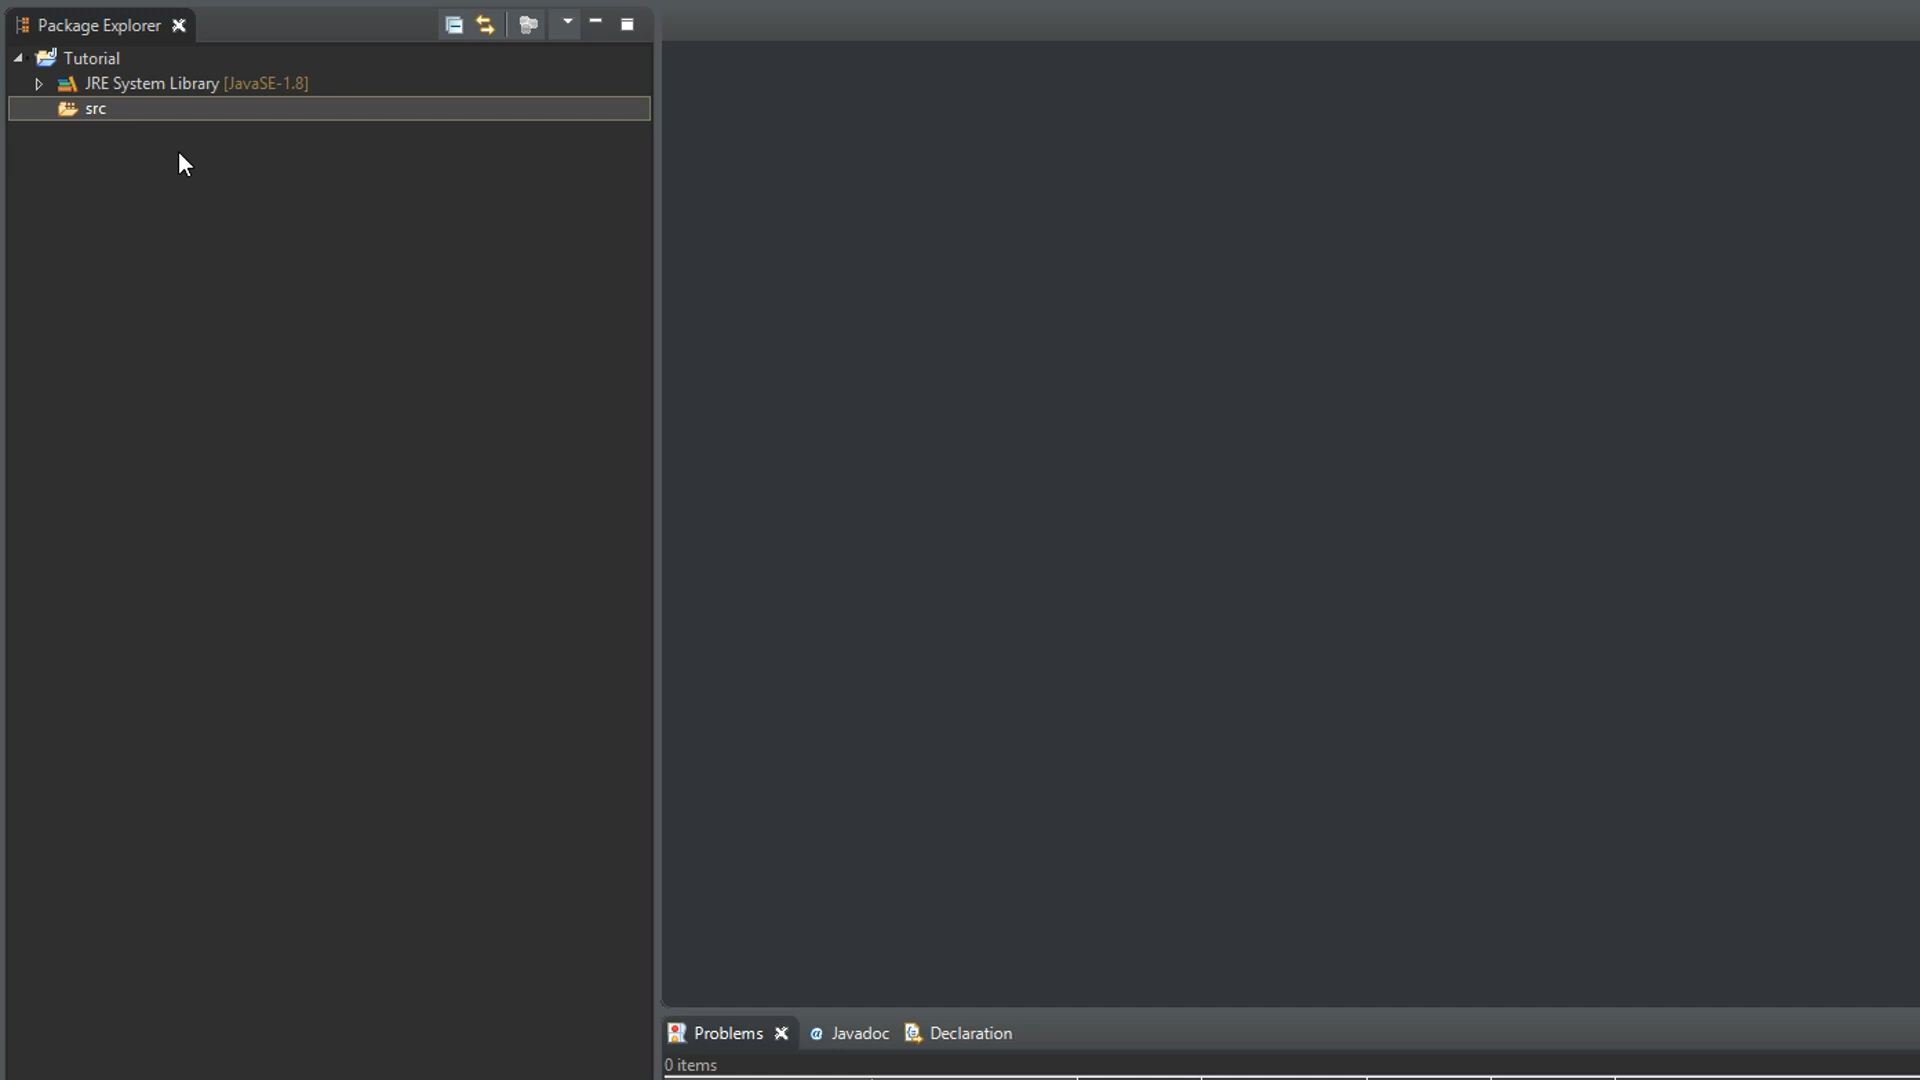 Package Explorer
Tutorial
JRE System Library [JavaSE-1.8]
src
Problems
@ Javadoc
Declaration
0 items